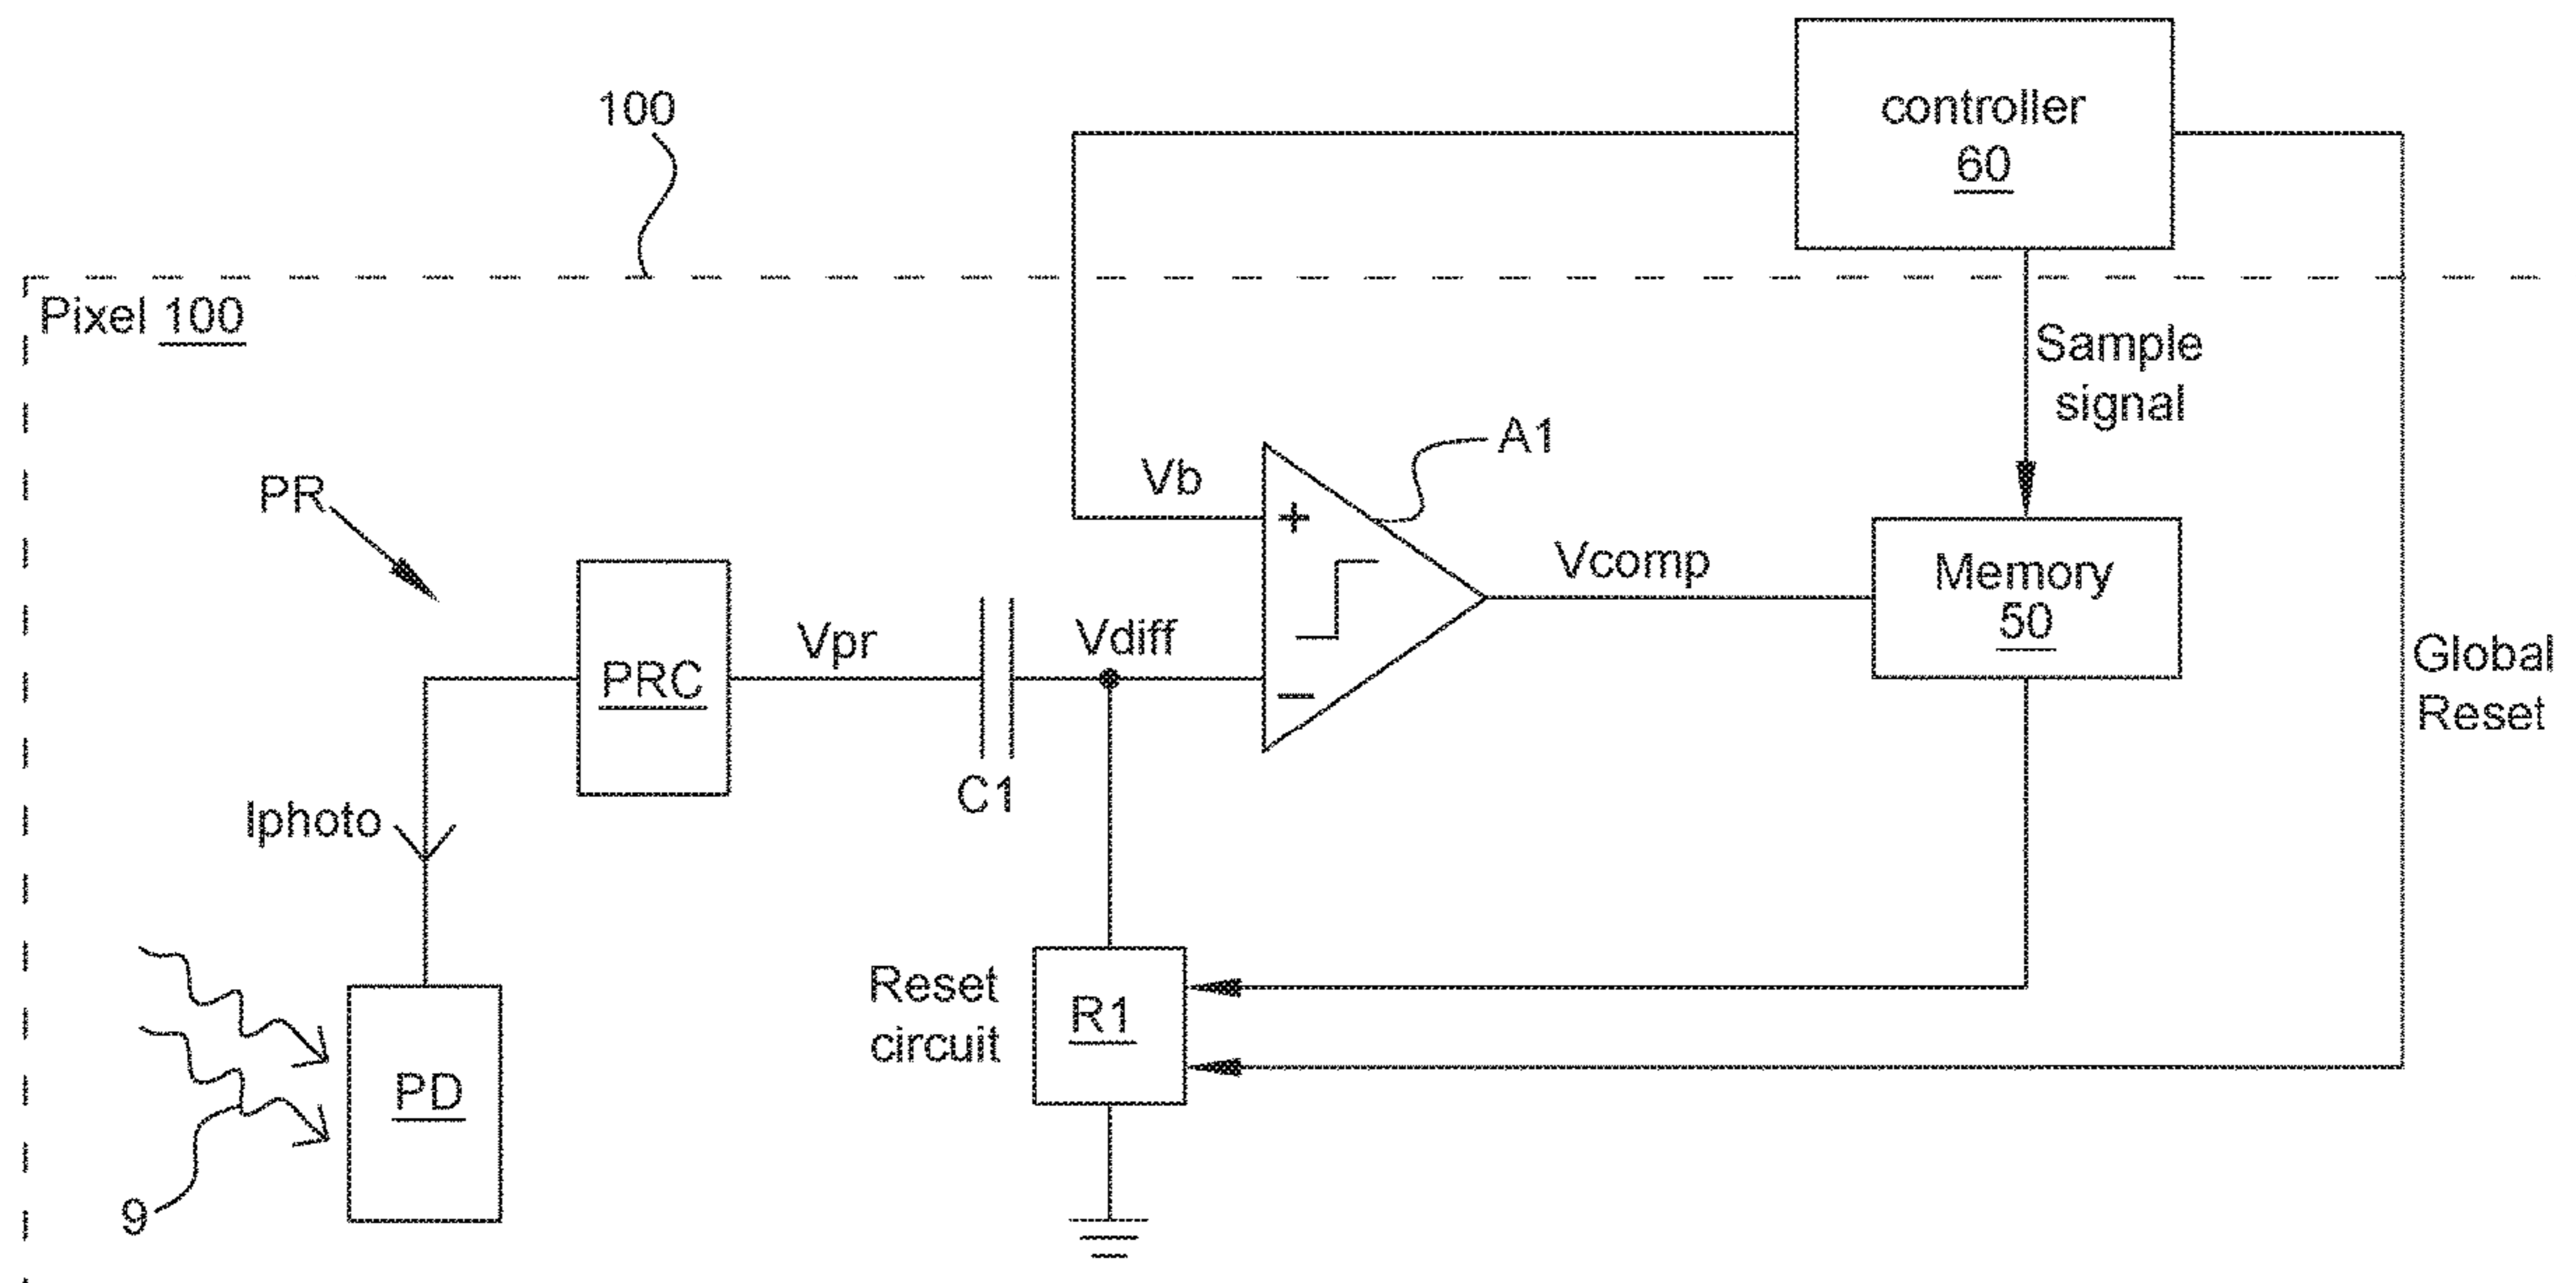 controller
60
100
Pixel 100
Sample
signal
A1
Vb
PR
+
Vcomp
Memory
50
Vpr
Vdiff
PRC
−
Global
Reset
C1
Iphoto
Reset
circuit
R1
PD
9